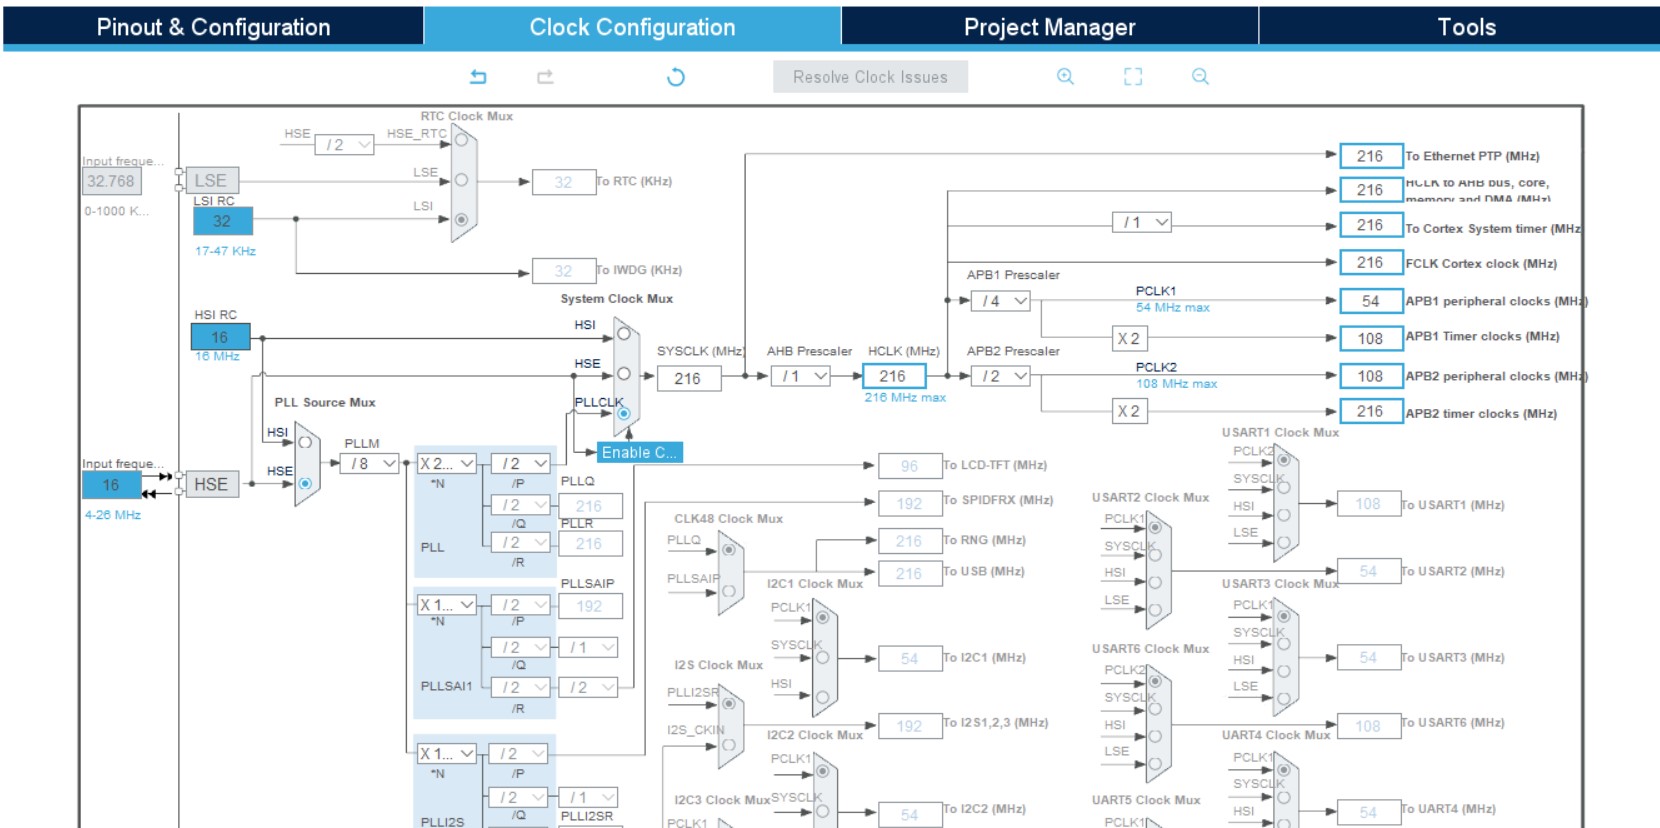 Pinout & Configuration
Clock Configuration
Project Manager
Tools
Resolve Clock Issues
RTC Clock Mux
HSE
/ 2
HSE_RTC
Input freque...
32.768
0-1000 K...
LSE
LSE
LSI RC
32
17-47 KHz
LSI
32
To RTC (KHz)
32
To IWDG (KHz)
216
To Ethernet PTP (MHz)
216
HCLK to AHB bus, core,
memory and DMA (MHz)
/ 1
216
To Cortex System timer (MHz
216
FCLK Cortex clock (MHz)
System Clock Mux
HSI RC
16
16 MHz
HSI
HSE
PLLCLK
SYSCLK (MHz)
216
AHB Prescaler
/ 1
HCLK (MHz)
216
216 MHz max
APB1 Prescaler
/ 4
PCLK1
54 MHz max
54
APB1 peripheral clocks (MHz)
X 2
108
APB1 Timer clocks (MHz)
APB2 Prescaler
/ 2
PCLK2
108 MHz max
108
APB2 peripheral clocks (MHz)
X 2
216
APB2 timer clocks (MHz)
PLL Source Mux
HSI
HSE
PLLM
/ 8
Input freque...
16
4-26 MHz
HSE
Enable C...
X 2...
*N
/ 2
/P
PLLQ
/ 2
216
/Q
PLLR
/ 2
216
/R
PLL
PLLSAIP
X 1...
*N
/ 2
192
/P
/ 2
/ 1
/Q
PLLSAI1
/ 2
/ 2
/R
X 1...
*N
/ 2
/P
/ 2
/ 1
/Q
PLLI2SR
PLLI2S
96
To LCD-TFT (MHz)
192
To SPIDFRX (MHz)
CLK48 Clock Mux
PLLQ
PLLSAIP
216
To RNG (MHz)
216
To USB (MHz)
I2C1 Clock Mux
PCLK1
SYSCLK
HSI
54
To I2C1 (MHz)
I2S Clock Mux
PLLI2SR
I2S_CKIN
192
To I2S1,2,3 (MHz)
I2C2 Clock Mux
PCLK1
SYSCLK
54
To I2C2 (MHz)
I2C3 Clock Mux
PCLK1
USART1 Clock Mux
PCLK2
SYSCLK
HSI
LSE
108
To USART1 (MHz)
USART2 Clock Mux
PCLK1
SYSCLK
HSI
LSE
54
To USART2 (MHz)
USART3 Clock Mux
PCLK1
SYSCLK
HSI
LSE
54
To USART3 (MHz)
USART6 Clock Mux
PCLK2
SYSCLK
HSI
LSE
108
To USART6 (MHz)
UART4 Clock Mux
PCLK1
SYSCLK
HSI
54
To UART4 (MHz)
UART5 Clock Mux
PCLK1